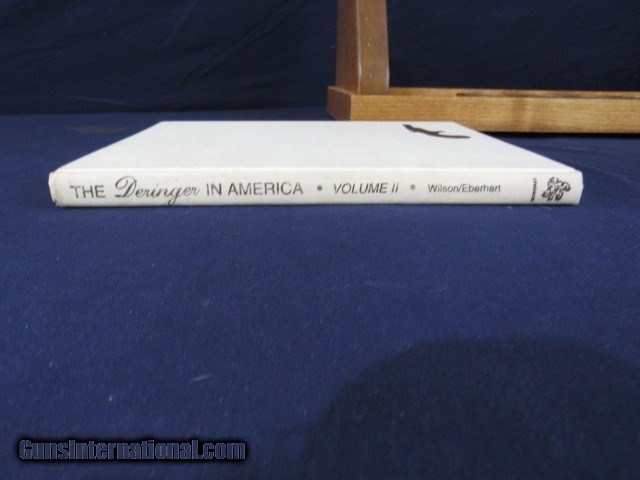 THE Deringer IN AMERICA • VOLUME II • Wilson/Eberhart
GunsInternational.com